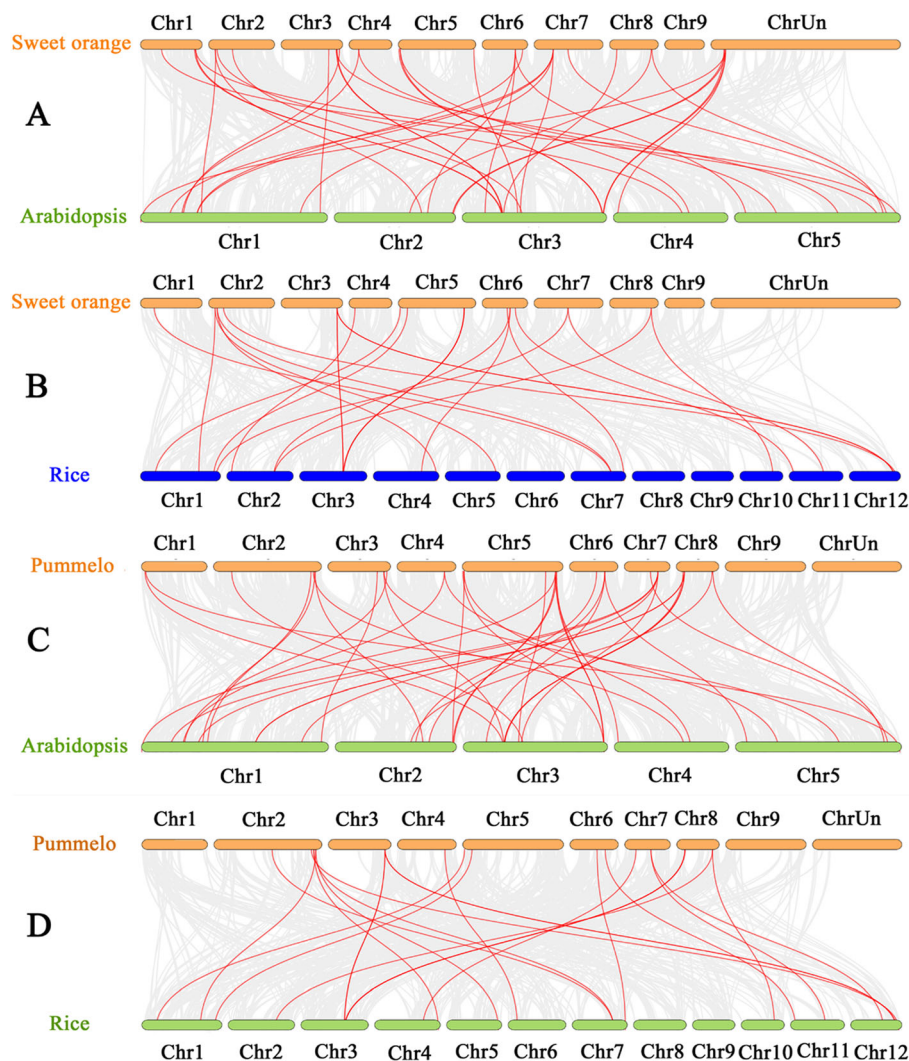 Chr1 Chr2 Chr3 Chr4 Chr5 Chr6 Chr7 Chr8 Chr9 ChrUn
Sweet orange
A
Arabidopsis
Chr1 Chr2 Chr3 Chr4 Chr5
Chr1 Chr2 Chr3 Chr4 Chr5 Chr6 Chr7 Chr8 Chr9 ChrUn
Sweet orange
B
Rice
Chr1 Chr2 Chr3 Chr4 Chr5 Chr6 Chr7 Chr8 Chr9 Chr10 Chr11 Chr12
Chr1 Chr2 Chr3 Chr4 Chr5 Chr6 Chr7 Chr8 Chr9 ChrUn
Pummelo
C
Arabidopsis
Chr1 Chr2 Chr3 Chr4 Chr5
Chr1 Chr2 Chr3 Chr4 Chr5 Chr6 Chr7 Chr8 Chr9 ChrUn
Pummelo
D
Rice
Chr1 Chr2 Chr3 Chr4 Chr5 Chr6 Chr7 Chr8 Chr9 Chr10 Chr11 Chr12